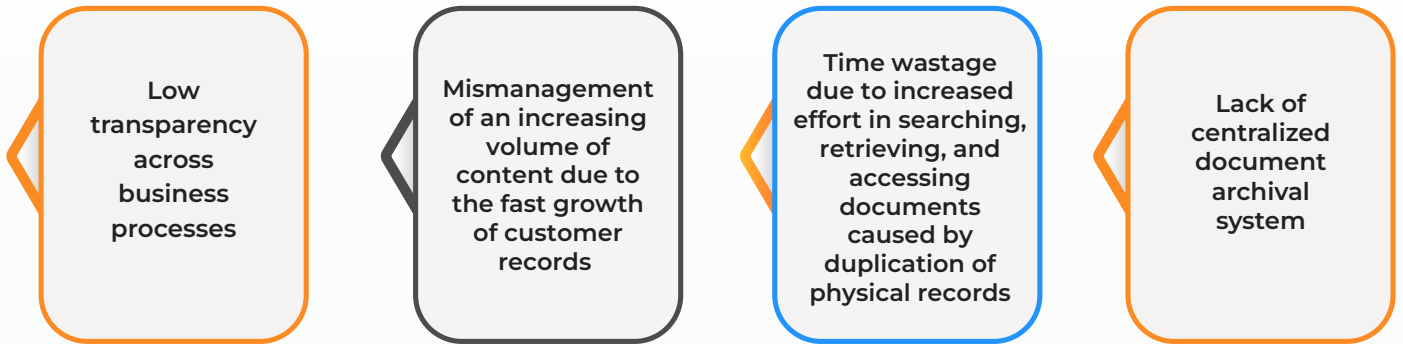 Low
transparency
across
business
processes
Mismanagement
of an increasing
volume of
content due to
the fast growth
of customer
records
Time wastage
due to increased
effort in searching,
retrieving, and
accessing
documents
caused by
duplication of
physical records
Lack of
centralized
document
archival
system